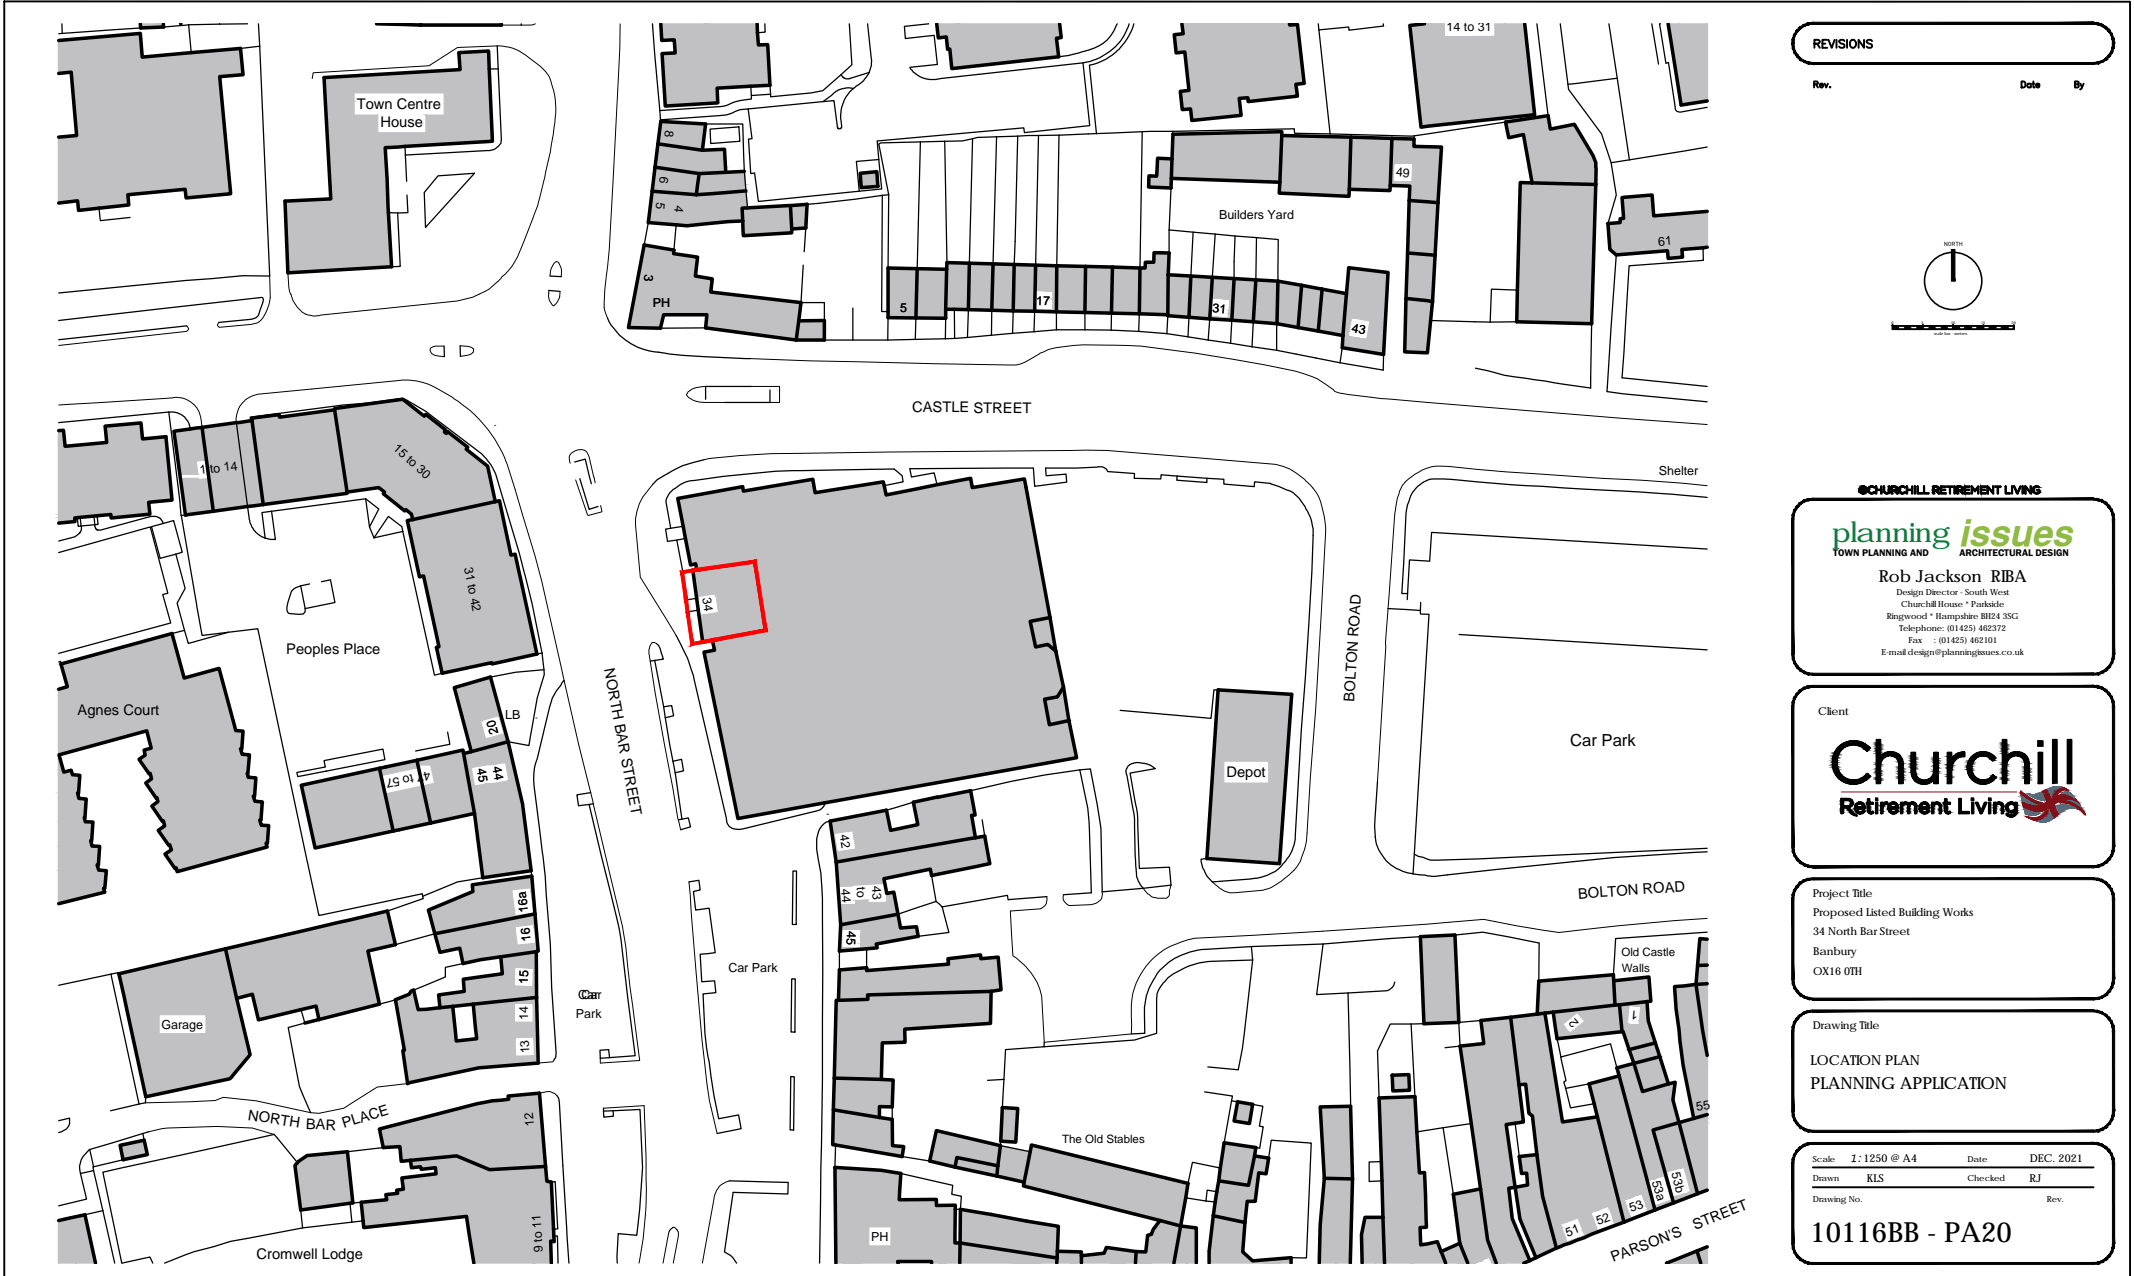 14 to 31
Town Centre
House
8
6
5
4
3
PH
5
17
31
43
49
Builders Yard
61
CASTLE STREET
Shelter
1 to 14
15 to 30
31 to 42
34
Peoples Place
Agnes Court
NORTH BAR STREET
BOLTON ROAD
LB
20
44
45
47 to 57
Car Park
Depot
42
43
to
44
45
BOLTON ROAD
16a
16
15
14
13
Car
Park
Car Park
Old Castle
Walls
Garage
2
1
NORTH BAR PLACE
12
The Old Stables
55
53b
53a
53
52
51
PARSON'S STREET
9 to 11
Cromwell Lodge
PH
REVISIONS
Rev. Date By
NORTH
scale bar - metres
©CHURCHILL RETIREMENT LIVING
planning issues
TOWN PLANNING AND ARCHITECTURAL DESIGN
Rob Jackson RIBA
Design Director - South West
Churchill House * Parkside
Ringwood * Hampshire BH24 3SG
Telephone: (01425) 462372
Fax : (01425) 462101
E-mail design@planningissues.co.uk
Client
Churchill
Retirement Living
Project Title
Proposed Listed Building Works
34 North Bar Street
Banbury
OX16 0TH
Drawing Title
LOCATION PLAN
PLANNING APPLICATION
Scale 1:1250 @ A4 Date DEC. 2021
Drawn KLS Checked RJ
Drawing No. Rev.
10116BB - PA20